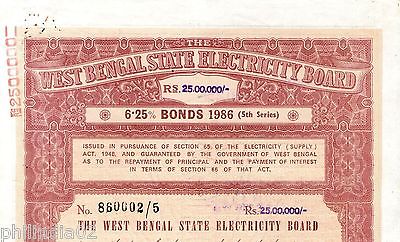 THE
WEST BENGAL STATE ELECTRICITY BOARD
RS. 25.00.000/-
6·25% BONDS 1986 (5th Series)
ISSUED IN PURSUANCE OF SECTION 65 OF THE ELECTRICITY (SUPPLY)
ACT, 1948, AND GUARANTEED BY THE GOVERNMENT OF WEST BENGAL
AS TO THE REPAYMENT OF PRINCIPAL AND THE PAYMENT OF INTEREST
IN TERMS OF SECTION 66 OF THAT ACT.
No. 860002/5
RS. 25,00,000/-
THE WEST BENGAL STATE ELECTRICITY BOARD
2500000
philindia02